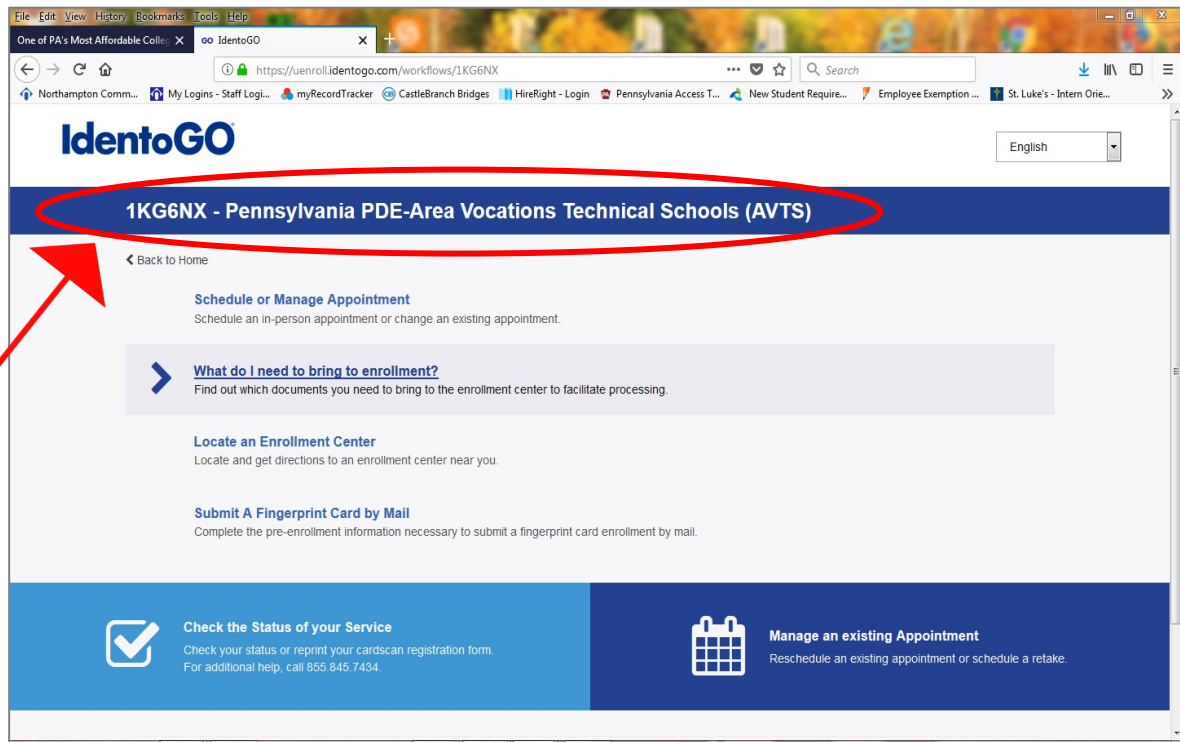 File Edit View History Bookmarks Tools Help
One of PA's Most Affordable Colleg X GO IdentoGO X +
https://uenroll.identogo.com/workflows/1KG6NX ... Search
Northampton Comm... My Logins - Staff Logi... myRecordTracker CastleBranch Bridges HireRight - Login Pennsylvania Access T... New Student Require... Employee Exemption ... St. Luke's - Intern Orie...
IdentoGO
English
1KG6NX - Pennsylvania PDE-Area Vocations Technical Schools (AVTS)
Back to Home
Schedule or Manage Appointment
Schedule an in-person appointment or change an existing appointment.
What do I need to bring to enrollment?
Find out which documents you need to bring to the enrollment center to facilitate processing.
Locate an Enrollment Center
Locate and get directions to an enrollment center near you.
Submit A Fingerprint Card by Mail
Complete the pre-enrollment information necessary to submit a fingerprint card enrollment by mail.
Check the Status of your Service
Check your status or reprint your cardscan registration form.
For additional help, call 855.845.7434.
Manage an existing Appointment
Reschedule an existing appointment or schedule a retake.